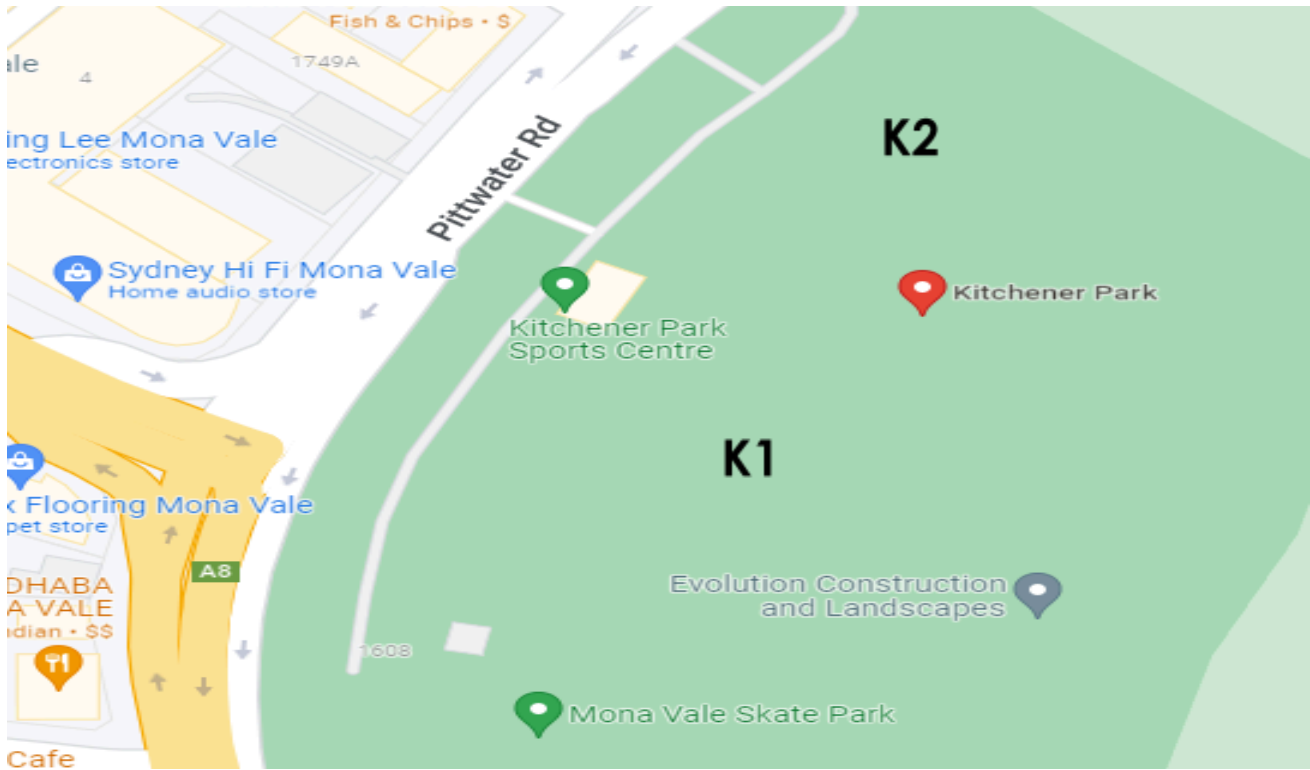 Fish & Chips • $
1749A
ale
4
ing Lee Mona Vale
ectronics store
Pittwater Rd
K2
Sydney Hi Fi Mona Vale
Home audio store
Kitchener Park
Kitchener Park
Sports Centre
K1
x Flooring Mona Vale
pet store
A8
DHABA
A VALE
ndian • $$
Evolution Construction
and Landscapes
1608
Mona Vale Skate Park
Cafe